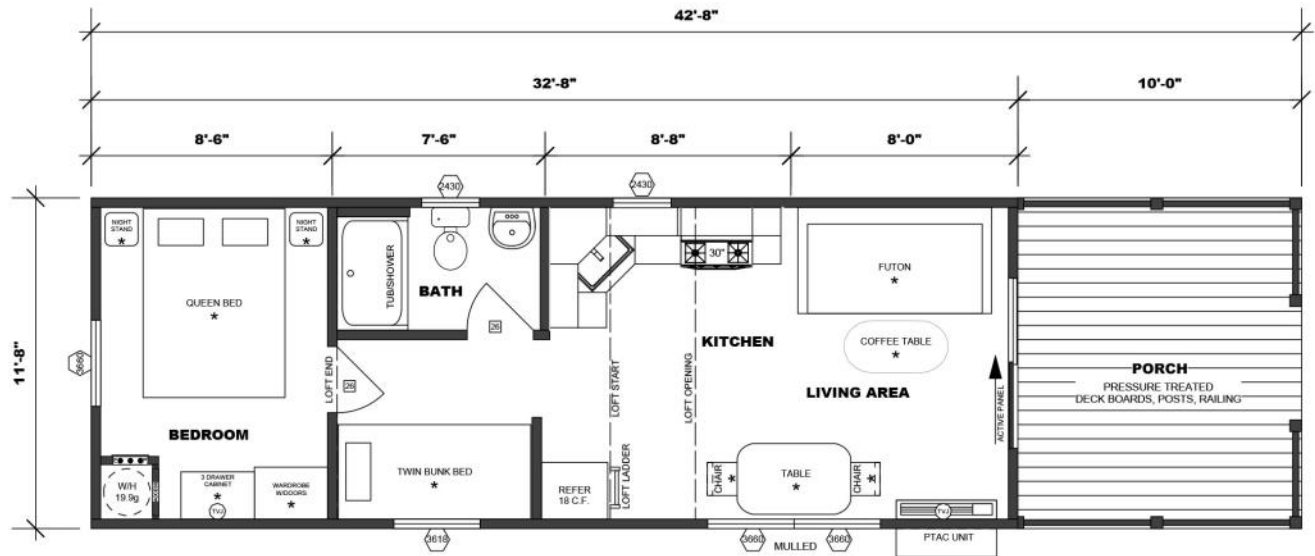 42'-8"
32'-8"
10'-0"
8'-6"
7'-6"
8'-8"
8'-0"
11'-8"
2430
2430
NIGHT
STAND
*
NIGHT
STAND
*
QUEEN BED
*
TUB/SHOWER
BATH
26
30"
FUTON
*
COFFEE TABLE
*
KITCHEN
LIVING AREA
PORCH
PRESSURE TREATED
DECK BOARDS, POSTS, RAILING
ACTIVE PANEL
3660
LOFT END
26
LOFT START
LOFT OPENING
BEDROOM
W/H
19.9g
3 DRAWER
CABINET
*
TVJ
WARDROBE
W/DOORS
*
TWIN BUNK BED
*
REFER
18 C.F.
LOFT LADDER
CHAIR
*
TABLE
*
CHAIR
*
TVJ
3618
3660
MULLED
3660
PTAC UNIT